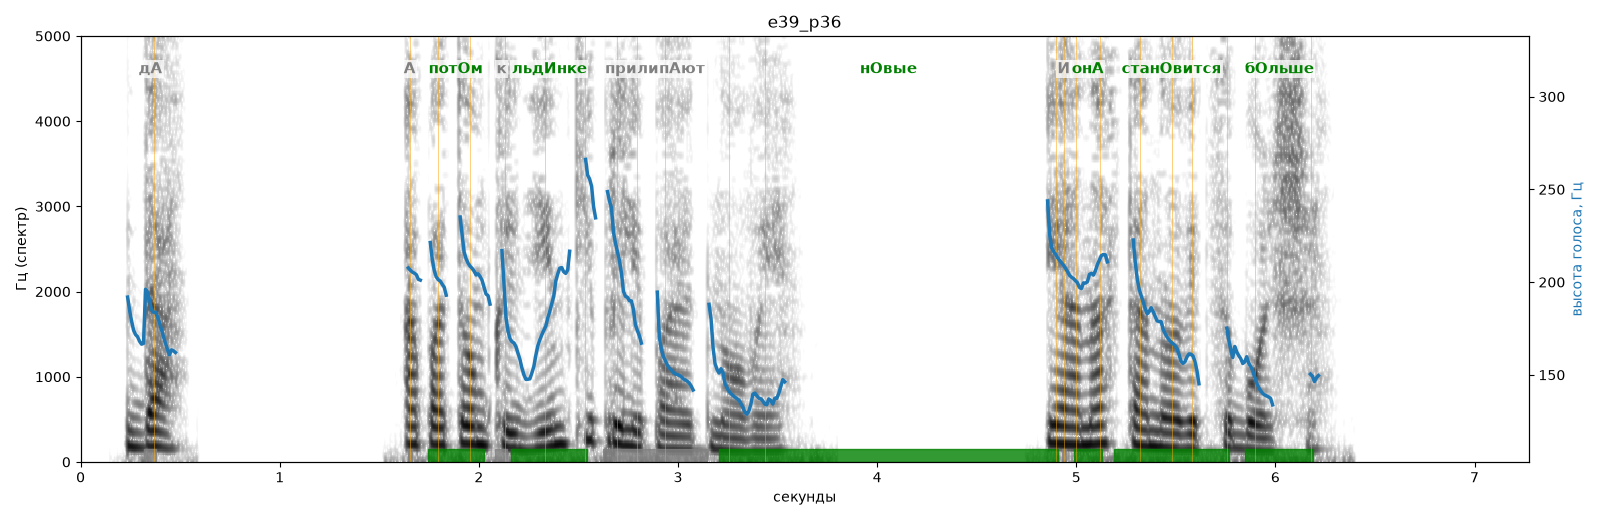 e39_p36
дА А потОм к льдИнке прилипАют нОвые И онА станОвится бОльше
5000
4000
3000
2000
1000
0
Гц (спектр)
300
250
200
150
высота голоса, Гц
0 1 2 3 4 5 6 7
секунды